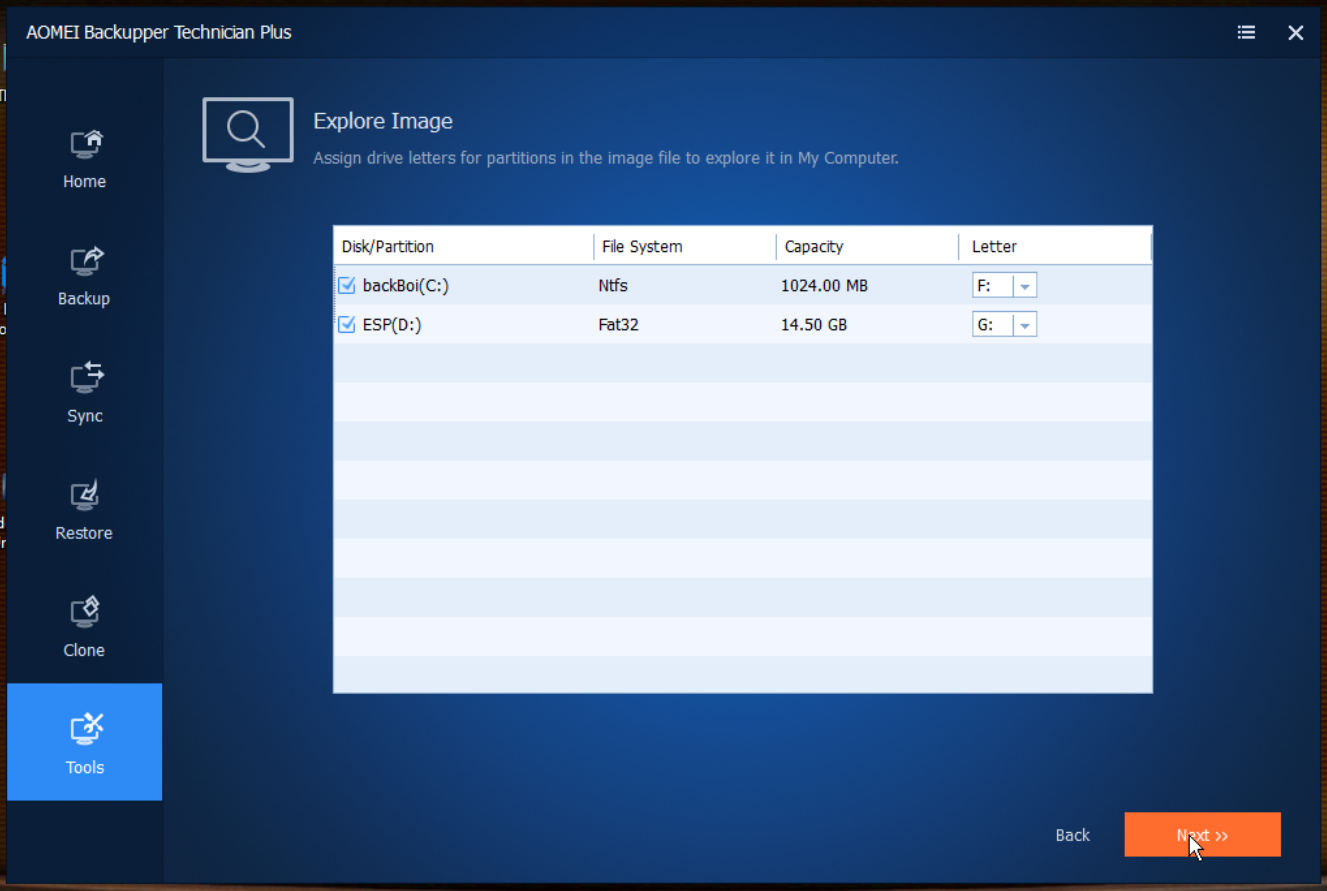 AOMEI Backupper Technician Plus
Explore Image
Assign drive letters for partitions in the image file to explore it in My Computer.
Home
Backup
Sync
Restore
Clone
Tools
Disk/Partition File System Capacity Letter
backBoi(C:) Ntfs 1024.00 MB F:
ESP(D:) Fat32 14.50 GB G:
Back Next >>